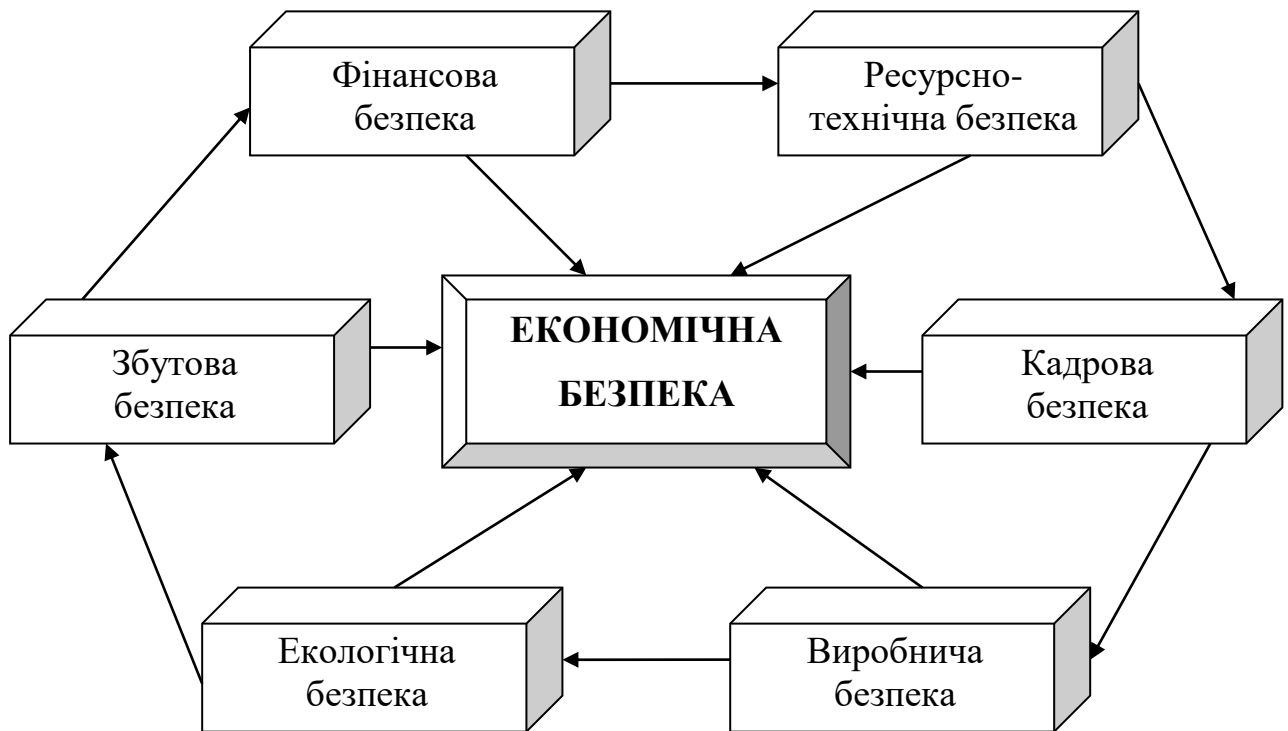 Фінансова
безпека
Ресурсно-
технічна безпека
ЕКОНОМІЧНА
БЕЗПЕКА
Збутова
безпека
Кадрова
безпека
Екологічна
безпека
Виробнича
безпека